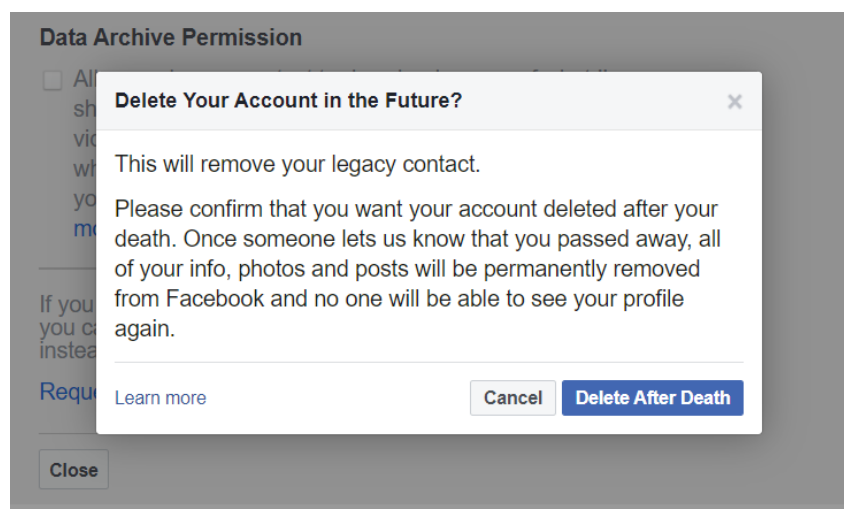 Data Archive Permission
Delete Your Account in the Future?
This will remove your legacy contact.
Please confirm that you want your account deleted after your
death. Once someone lets us know that you passed away, all
of your info, photos and posts will be permanently removed
from Facebook and no one will be able to see your profile
again.
If you
you
Learn more
Cancel
Delete After Death
Close